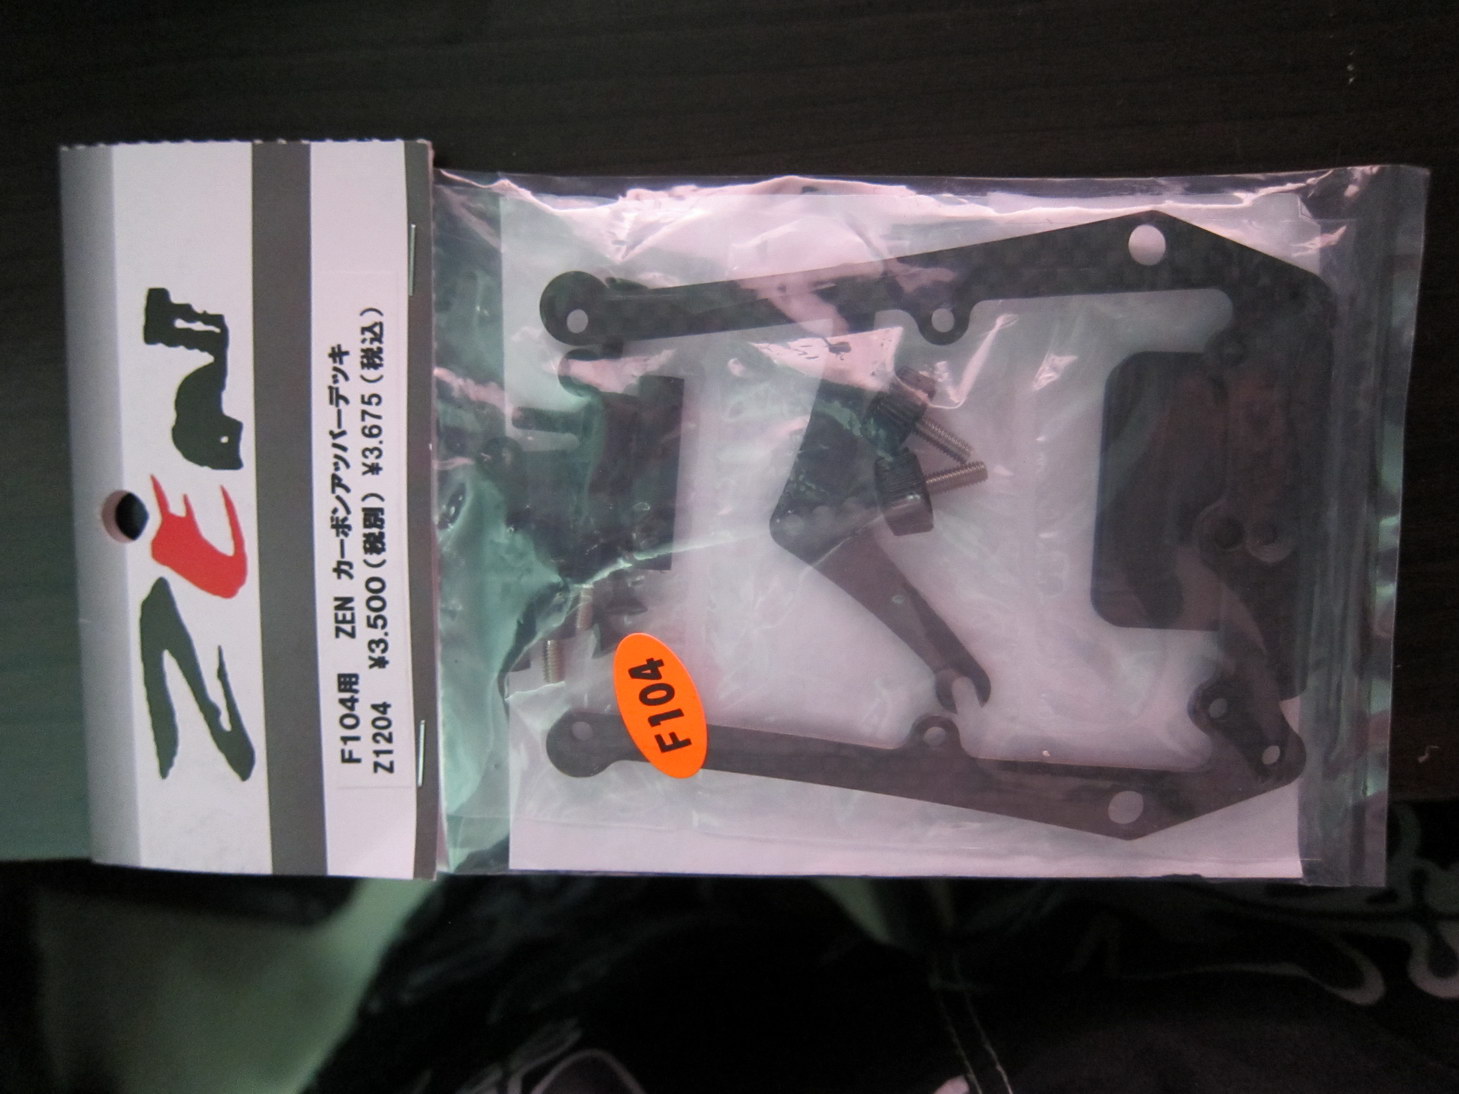 ZEN
F104用 ZEN カーボンアッパーデッキ
Z1204 ¥3.500(税別) ¥3.675(税込)
F104